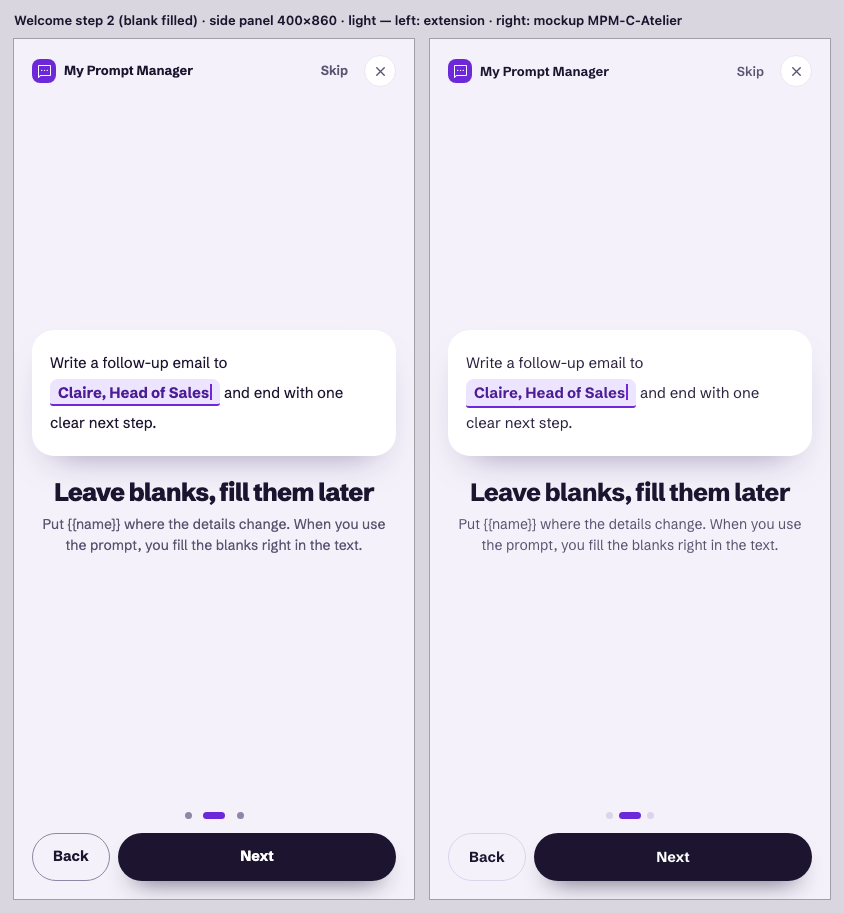 Welcome step 2 (blank filled) · side panel 400×860 · light — left: extension · right: mockup MPM-C-Atelier
My Prompt Manager
Skip
Write a follow-up email to
Claire, Head of Sales and end with one
clear next step.
Leave blanks, fill them later
Put {{name}} where the details change. When you use
the prompt, you fill the blanks right in the text.
Back
Next
My Prompt Manager
Skip
Write a follow-up email to
Claire, Head of Sales and end with one
clear next step.
Leave blanks, fill them later
Put {{name}} where the details change. When you use
the prompt, you fill the blanks right in the text.
Back
Next